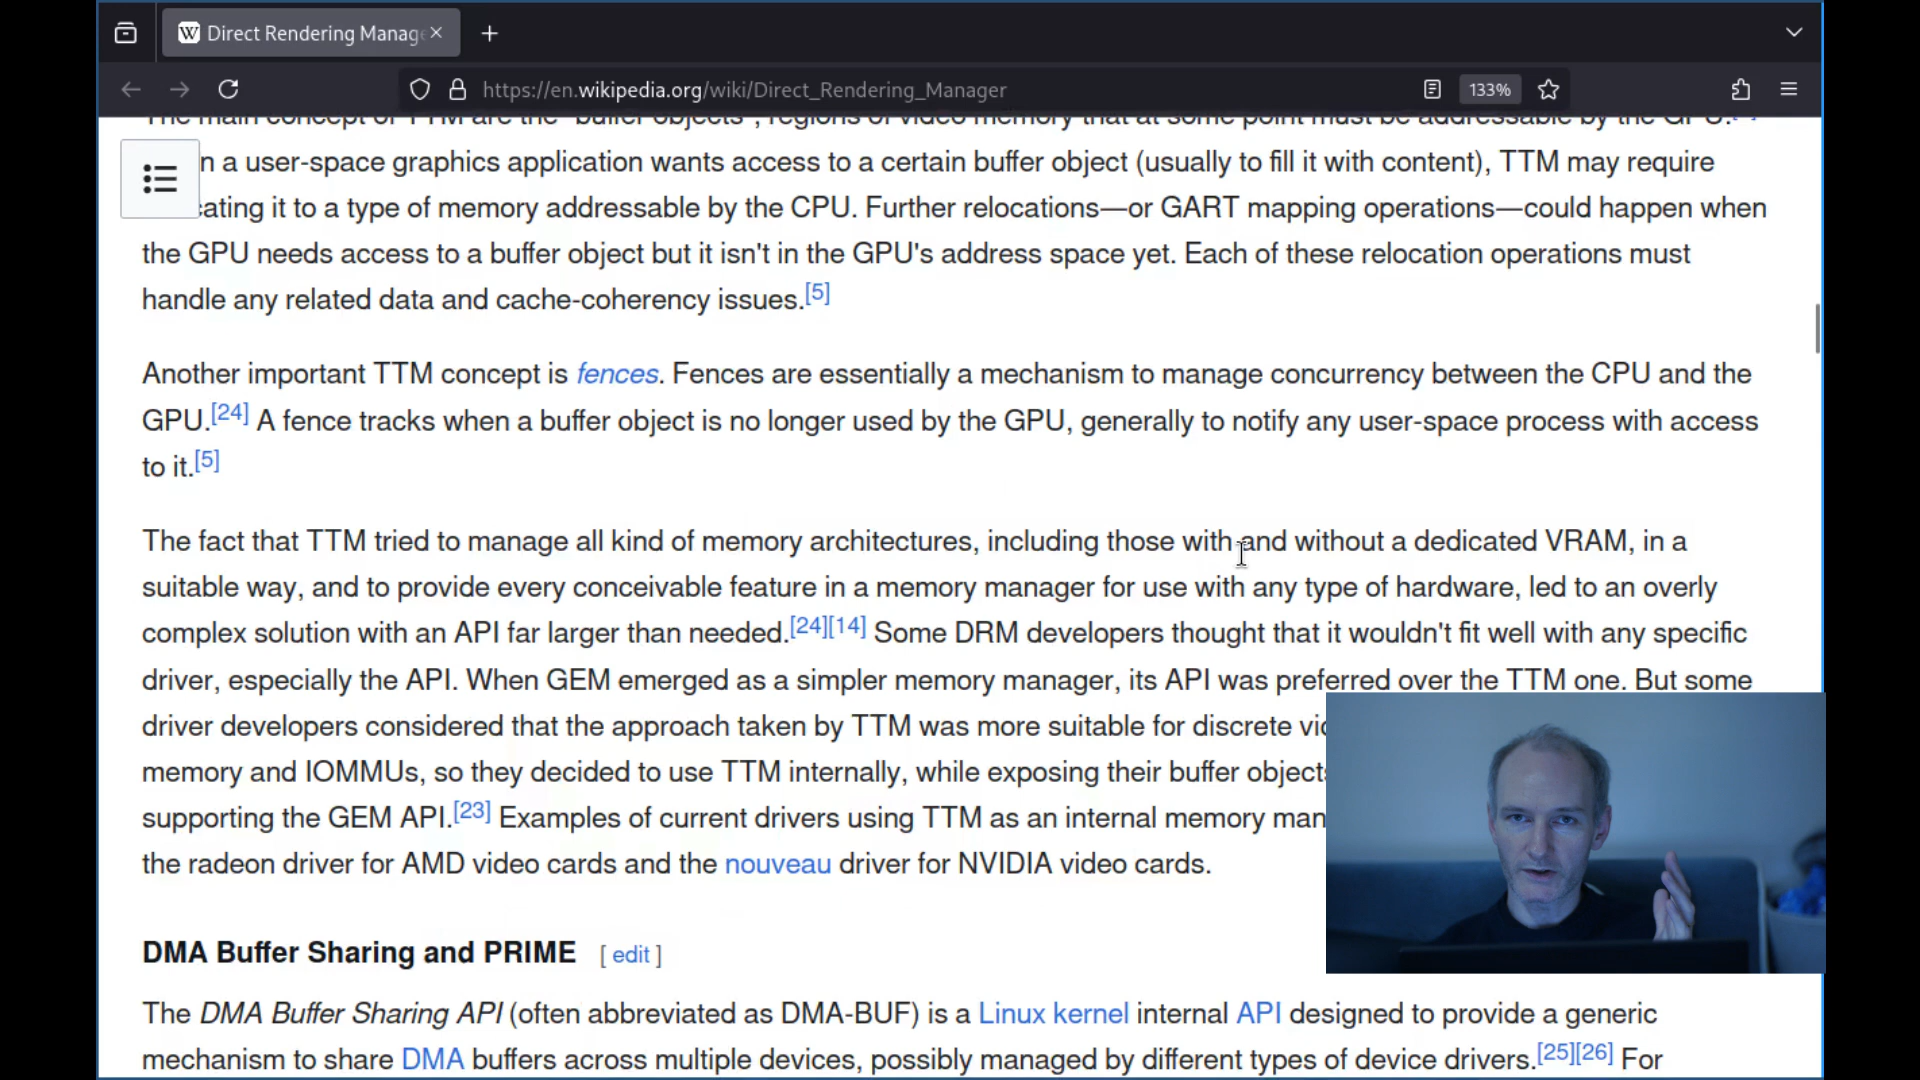 Direct Rendering Manag
https://en.wikipedia.org/wiki/Direct_Rendering_Manager
133%
The main concept of TTM are the "buffer objects", regions of video memory that at some point must be addressable by the GPU.
n a user-space graphics application wants access to a certain buffer object (usually to fill it with content), TTM may require
cating it to a type of memory addressable by the CPU. Further relocations—or GART mapping operations—could happen when
the GPU needs access to a buffer object but it isn't in the GPU's address space yet. Each of these relocation operations must
handle any related data and cache-coherency issues.[5]
Another important TTM concept is fences. Fences are essentially a mechanism to manage concurrency between the CPU and the
GPU.[24] A fence tracks when a buffer object is no longer used by the GPU, generally to notify any user-space process with access
to it.[5]
The fact that TTM tried to manage all kind of memory architectures, including those with and without a dedicated VRAM, in a
suitable way, and to provide every conceivable feature in a memory manager for use with any type of hardware, led to an overly
complex solution with an API far larger than needed.[24][14] Some DRM developers thought that it wouldn't fit well with any specific
driver, especially the API. When GEM emerged as a simpler memory manager, its API was preferred over the TTM one. But some
driver developers considered that the approach taken by TTM was more suitable for discrete
memory and IOMMUs, so they decided to use TTM internally, while exposing their buffer objects
supporting the GEM API.[23] Examples of current drivers using TTM as an internal memory man
the radeon driver for AMD video cards and the nouveau driver for NVIDIA video cards.
DMA Buffer Sharing and PRIME [ edit ]
The DMA Buffer Sharing API (often abbreviated as DMA-BUF) is a Linux kernel internal API designed to provide a generic
mechanism to share DMA buffers across multiple devices, possibly managed by different types of device drivers.[25][26] For